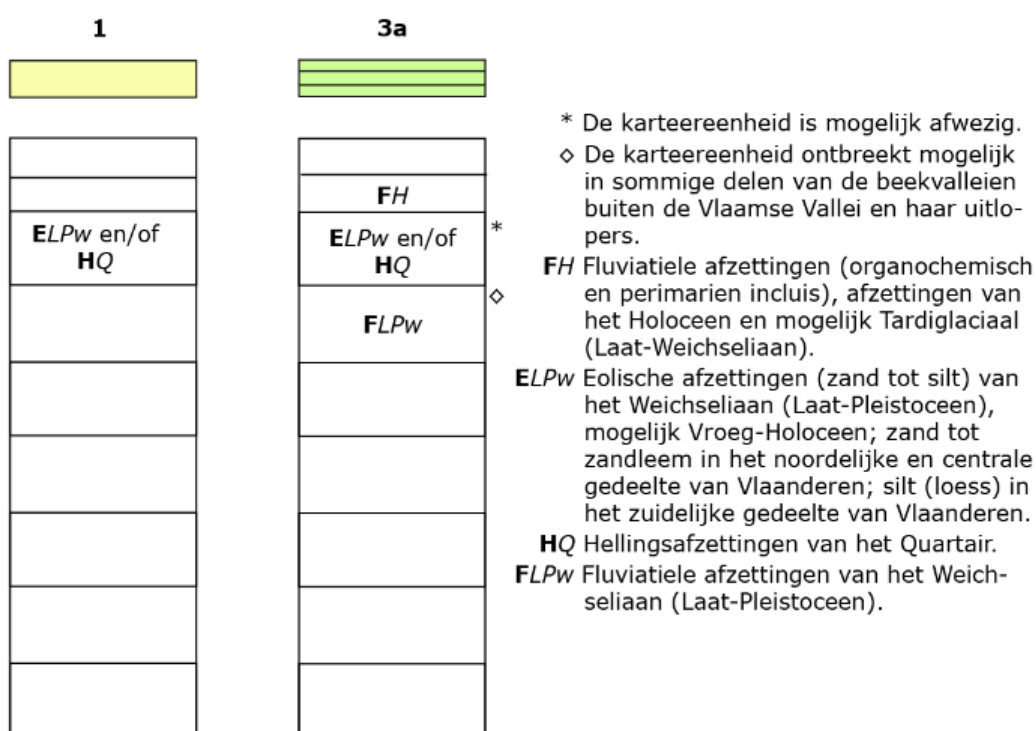 1
3a
FH
ELPw en/of
HQ
ELPw en/of
HQ
*
◇
FLPw
* De karteereenheid is mogelijk afwezig.
◇ De karteereenheid ontbreekt mogelijk
in sommige delen van de beekvalleien
buiten de Vlaamse Vallei en haar uitlo-
pers.
FH Fluviatiele afzettingen (organochemisch
en perimarien incluis), afzettingen van
het Holoceen en mogelijk Tardiglaciaal
(Laat-Weichseliaan).
ELPw Eolische afzettingen (zand tot silt) van
het Weichseliaan (Laat-Pleistoceen),
mogelijk Vroeg-Holoceen; zand tot
zandleem in het noordelijke en centrale
gedeelte van Vlaanderen; silt (loess) in
het zuidelijke gedeelte van Vlaanderen.
HQ Hellingsafzettingen van het Quartair.
FLPw Fluviatiele afzettingen van het Weich-
seliaan (Laat-Pleistoceen).